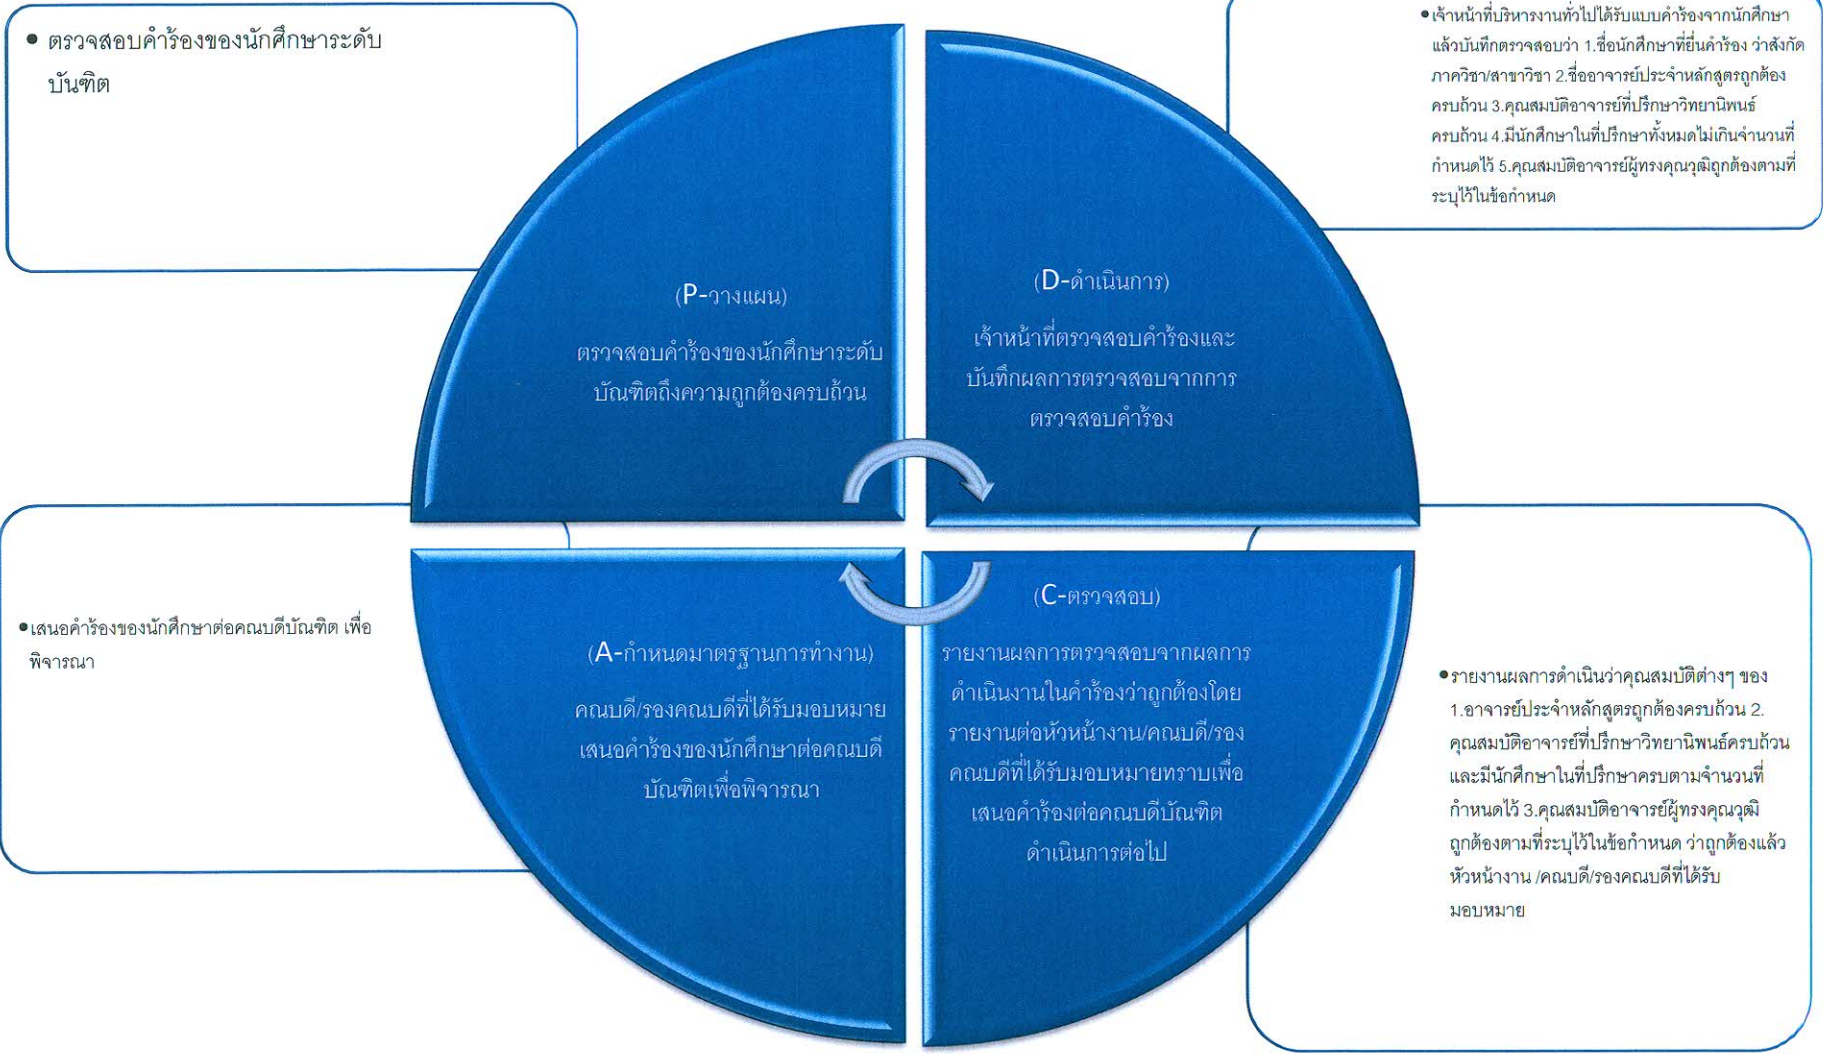 • ตรวจสอบคำร้องของนักศึกษาระดับ
บันฑิต
•เจ้าหน้าที่บริหารงานทั่วไปได้รับแบบคำร้องจากนักศึกษา
แล้วบันทึกตรวจสอบว่า 1.ชื่อนักศึกษาที่ยื่นคำร้อง ว่าสังกัด
ภาควิชา/สาขาวิชา 2.ชื่ออาจารย์ประจำหลักสูตรถูกต้อง
ครบถ้วน 3.คุณสมบัติอาจารย์ที่ปรึกษาวิทยานิพนธ์
ครบถ้วน 4.มีนักศึกษาในที่ปรึกษาทั้งหมดไม่เกินจำนวนที่
กำหนดไว้ 5.คุณสมบัติอาจารย์ผู้ทรงคุณวุฒิถูกต้องตามที่
ระบุไว้ในข้อกำหนด
(P-วางแผน)
ตรวจสอบคำร้องของนักศึกษาระดับ
บัณฑิตถึงความถูกต้องครบถ้วน
(D-ดำเนินการ)
เจ้าหน้าที่ตรวจสอบคำร้องและ
บันทึกผลการตรวจสอบจากการ
ตรวจสอบคำร้อง
•เสนอคำร้องของนักศึกษาต่อคณบดีบัณฑิต เพื่อ
พิจารณา
(A-กำหนดมาตรฐานการทำงาน)
คณบดี/รองคณบดีที่ได้รับมอบหมาย
เสนอคำร้องของนักศึกษาต่อคณบดี
บัณฑิตเพื่อพิจารณา
(C-ตรวจสอบ)
รายงานผลการตรวจสอบจากผลการ
ดำเนินงานในคำร้องว่าถูกต้องโดย
รายงานต่อหัวหน้างาน/คณบดี/รอง
คณบดีที่ได้รับมอบหมายทราบเพื่อ
เสนอคำร้องต่อคณบดีบัณฑิต
ดำเนินการต่อไป
•รายงานผลการดำเนินว่าคุณสมบัติต่างๆ ของ
1.อาจารย์ประจำหลักสูตรถูกต้องครบถ้วน 2.
คุณสมบัติอาจารย์ที่ปรึกษาวิทยานิพนธ์ครบถ้วน
และมีนักศึกษาในที่ปรึกษาครบตามจำนวนที่
กำหนดไว้ 3.คุณสมบัติอาจารย์ผู้ทรงคุณวุฒิ
ถูกต้องตามที่ระบุไว้ในข้อกำหนด ว่าถูกต้องแล้ว
หัวหน้างาน /คณบดี/รองคณบดีที่ได้รับ
มอบหมาย